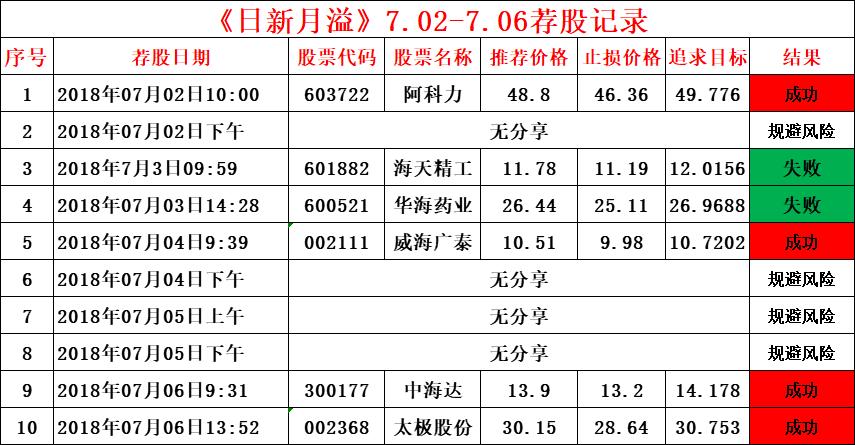 《日新月溢》7.02-7.06荐股记录
序号 荐股日期 股票代码 股票名称 推荐价格 止损价格 追求目标 结果
1 2018年07月02日10:00 603722 阿科力 48.8 46.36 49.776 成功
2 2018年07月02日下午 无分享 规避风险
3 2018年7月3日09:59 601882 海天精工 11.78 11.19 12.0156 失败
4 2018年07月03日14:28 600521 华海药业 26.44 25.11 26.9688 失败
5 2018年07月04日9:39 002111 威海广泰 10.51 9.98 10.7202 成功
6 2018年07月04日下午 无分享 规避风险
7 2018年07月05日上午 无分享 规避风险
8 2018年07月05日下午 无分享 规避风险
9 2018年07月06日9:31 300177 中海达 13.9 13.2 14.178 成功
10 2018年07月06日13:52 002368 太极股份 30.15 28.64 30.753 成功